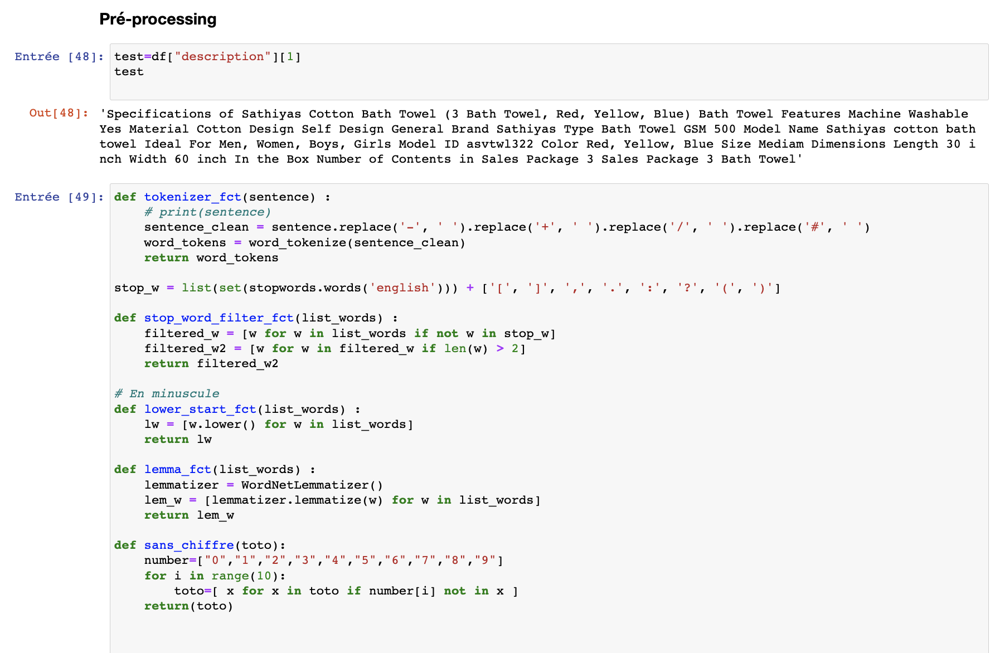 Pré-processing
Entrée [48]: test=df["description"][1]
test
Out[48]: 'Specifications of Sathiyas Cotton Bath Towel (3 Bath Towel, Red, Yellow, Blue) Bath Towel Features Machine Washable
Yes Material Cotton Design Self Design General Brand Sathiyas Type Bath Towel GSM 500 Model Name Sathiyas cotton bath
towel Ideal For Men, Women, Boys, Girls Model ID asvtwl322 Color Red, Yellow, Blue Size Mediam Dimensions Length 30 i
nch Width 60 inch In the Box Number of Contents in Sales Package 3 Sales Package 3 Bath Towel'
Entrée [49]: def tokenizer_fct(sentence) :
    # print(sentence)
    sentence_clean = sentence.replace('-', ' ').replace('+', ' ').replace('/', ' ').replace('#', ' ')
    word_tokens = word_tokenize(sentence_clean)
    return word_tokens
stop_w = list(set(stopwords.words('english'))) + ['[', ']', ',', '.', ':', '?', '(', ')']
def stop_word_filter_fct(list_words) :
    filtered_w = [w for w in list_words if not w in stop_w]
    filtered_w2 = [w for w in filtered_w if len(w) > 2]
    return filtered_w2
# En minuscule
def lower_start_fct(list_words) :
    lw = [w.lower() for w in list_words]
    return lw
def lemma_fct(list_words) :
    lemmatizer = WordNetLemmatizer()
    lem_w = [lemmatizer.lemmatize(w) for w in list_words]
    return lem_w
def sans_chiffre(toto):
    number=["0","1","2","3","4","5","6","7","8","9"]
    for i in range(10):
        toto=[ x for x in toto if number[i] not in x ]
    return(toto)